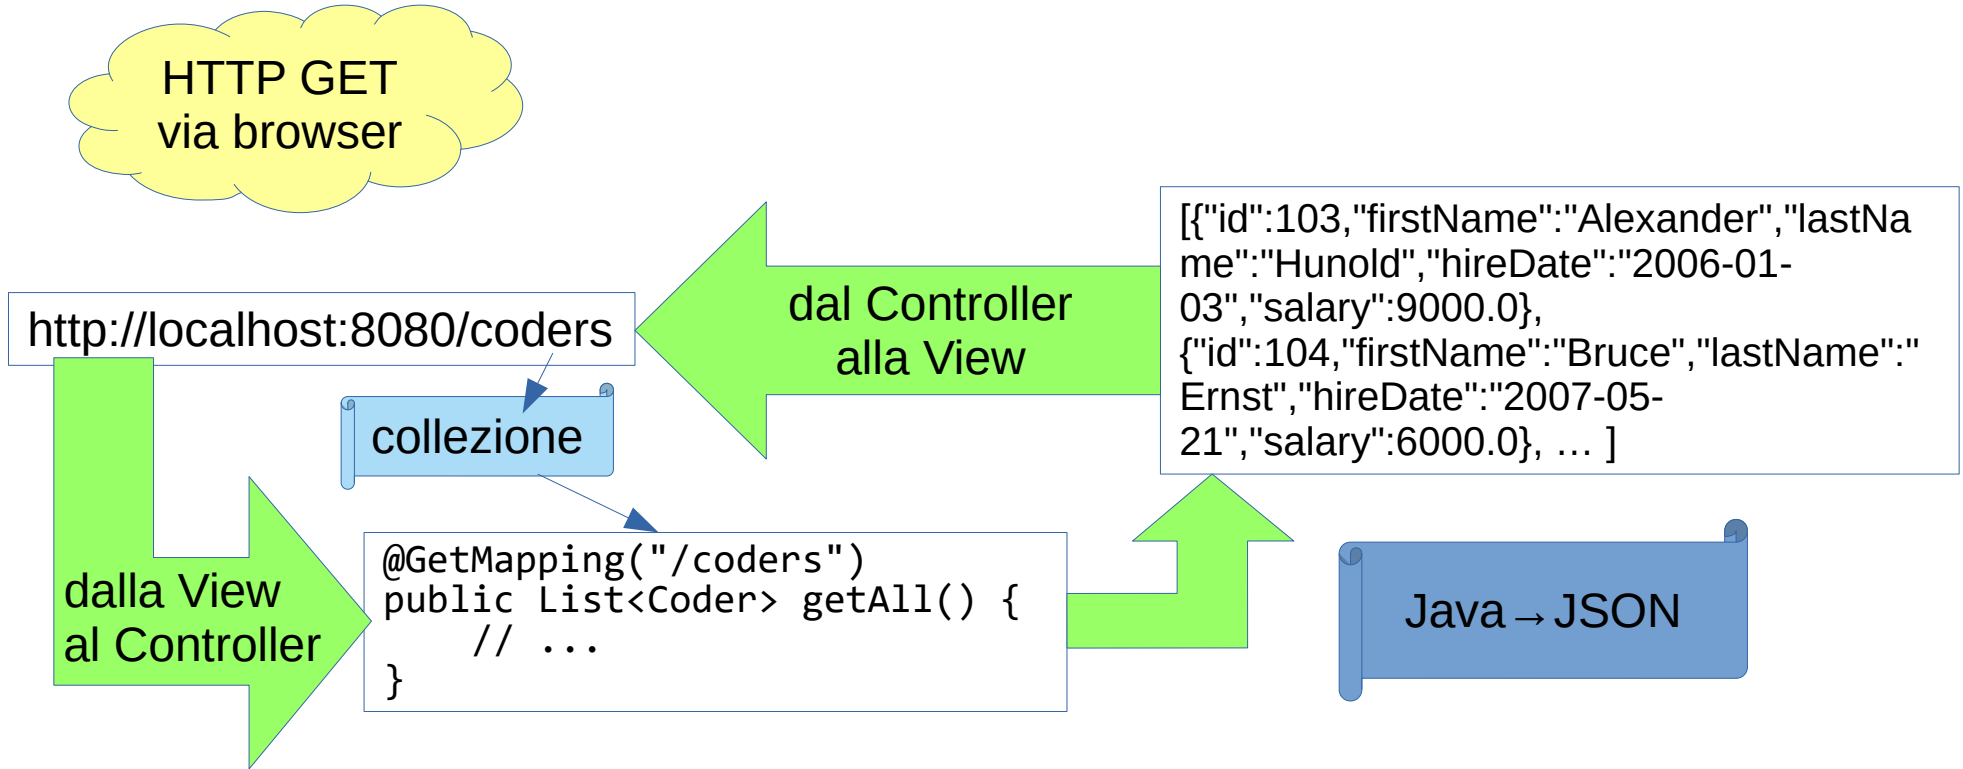 HTTP GET
via browser
http://localhost:8080/coders
dal Controller
alla View
[{"id":103,"firstName":"Alexander","lastNa
me":"Hunold","hireDate":"2006-01-
03","salary":9000.0},
{"id":104,"firstName":"Bruce","lastName":"
Ernst","hireDate":"2007-05-
21","salary":6000.0}, … ]
collezione
dalla View
al Controller
@GetMapping("/coders")
public List<Coder> getAll() {
    // ...
}
Java→JSON